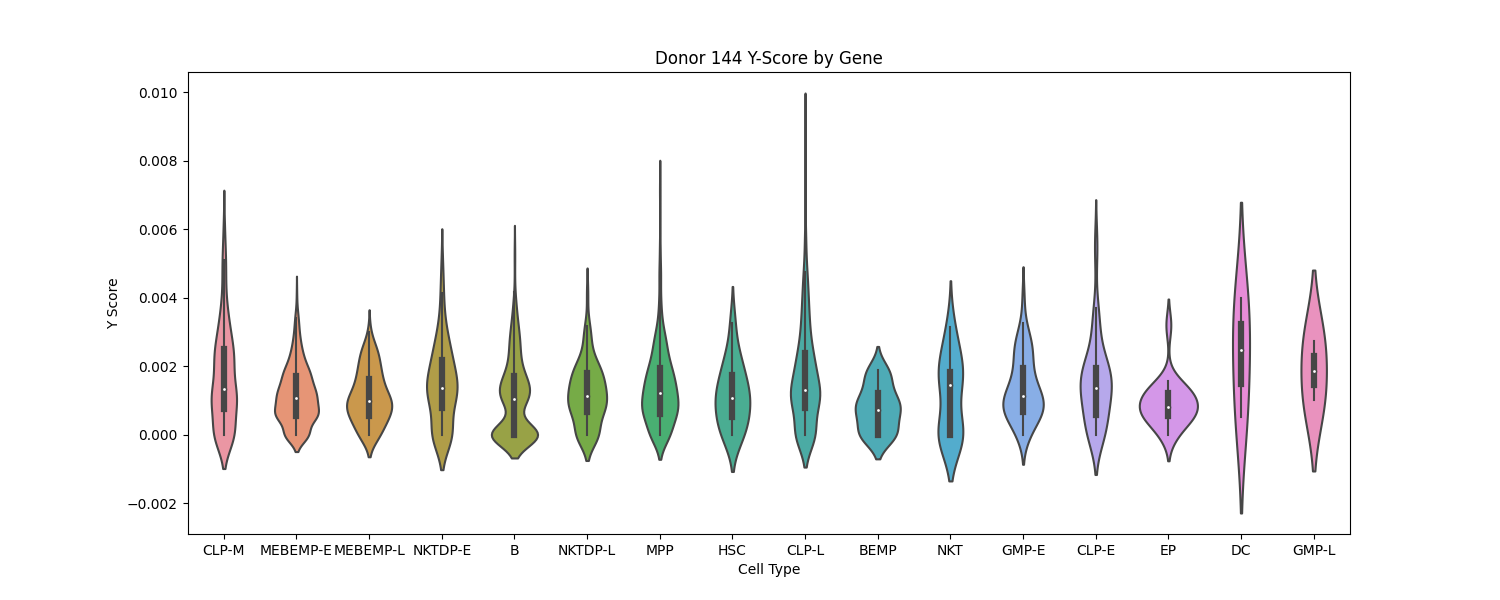 Donor 144 Y-Score by Gene
0.010
0.008
0.006
0.004
0.002
0.000
−0.002
Y Score
CLP-M MEBEMP-E MEBEMP-L NKTDP-E B NKTDP-L MPP HSC CLP-L BEMP NKT GMP-E CLP-E EP DC GMP-L
Cell Type